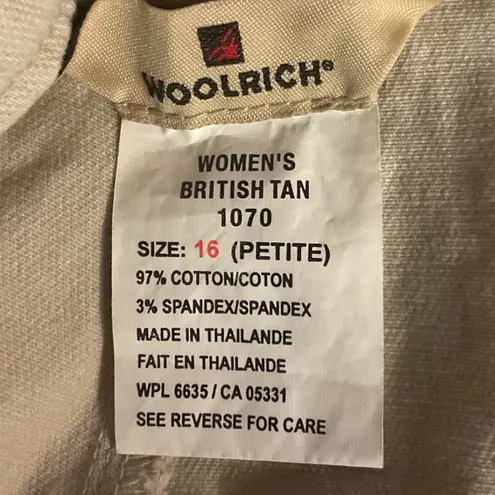 WOOLRICH®
WOMEN'S
BRITISH TAN
1070
SIZE: 16 (PETITE)
97% COTTON/COTON
3% SPANDEX/SPANDEX
MADE IN THAILANDE
FAIT EN THAILANDE
WPL 6635 / CA 05331
SEE REVERSE FOR CARE